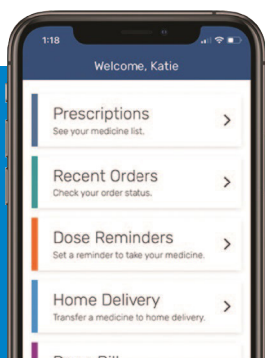 1:18
Welcome, Katie
Prescriptions
See your medicine list.
Recent Orders
Check your order status.
Dose Reminders
Set a reminder to take your medicine.
Home Delivery
Transfer a medicine to home delivery.